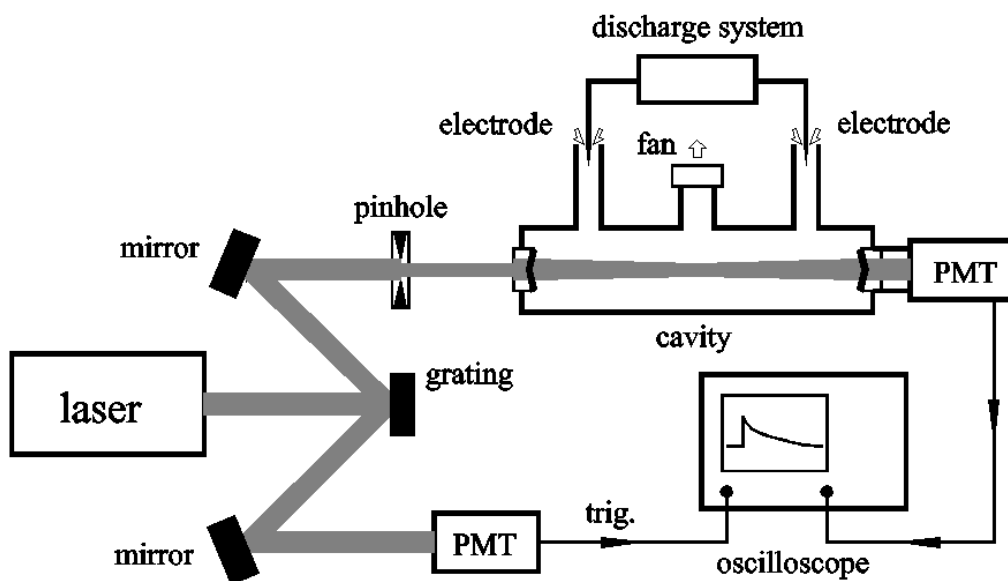 discharge system
electrode
electrode
fan
pinhole
mirror
PMT
cavity
grating
laser
trig.
PMT
mirror
oscilloscope